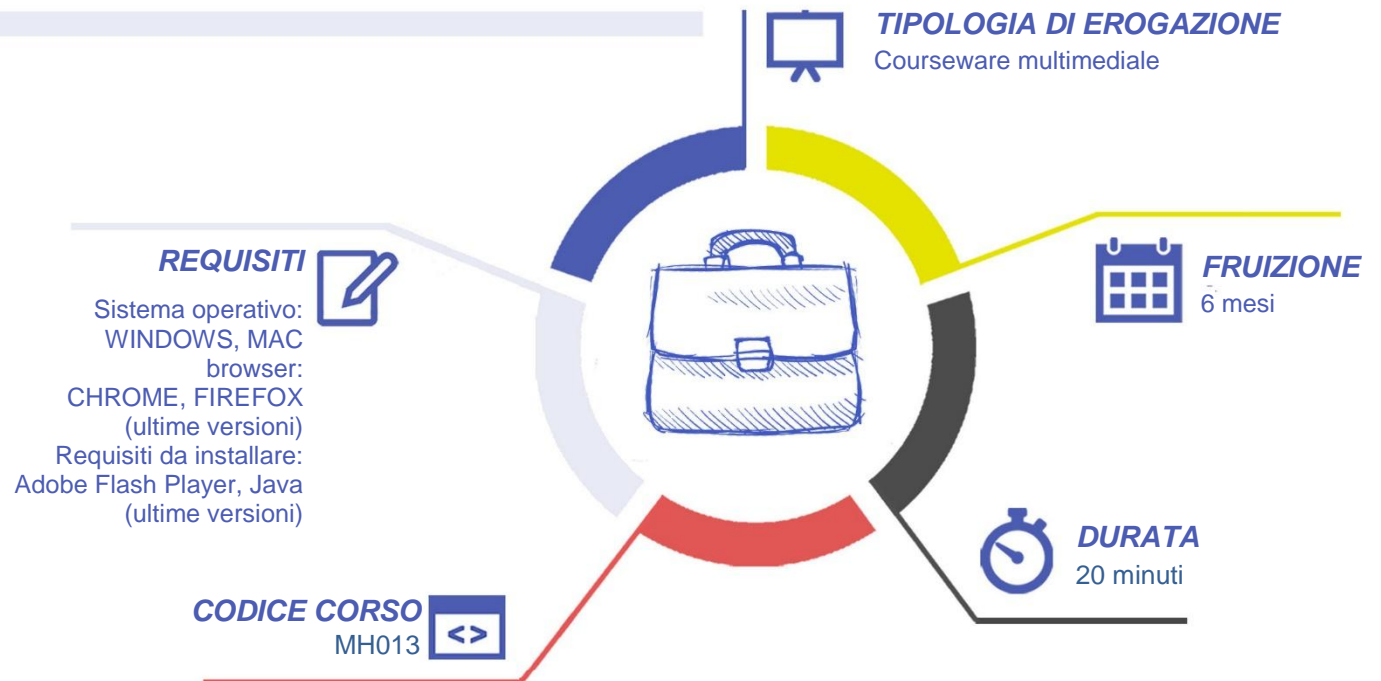 TIPOLOGIA DI EROGAZIONE
Courseware multimediale
REQUISITI
Sistema operativo:
WINDOWS, MAC
browser:
CHROME, FIREFOX
(ultime versioni)
Requisiti da installare:
Adobe Flash Player, Java
(ultime versioni)
FRUIZIONE
6 mesi
DURATA
20 minuti
CODICE CORSO
MH013